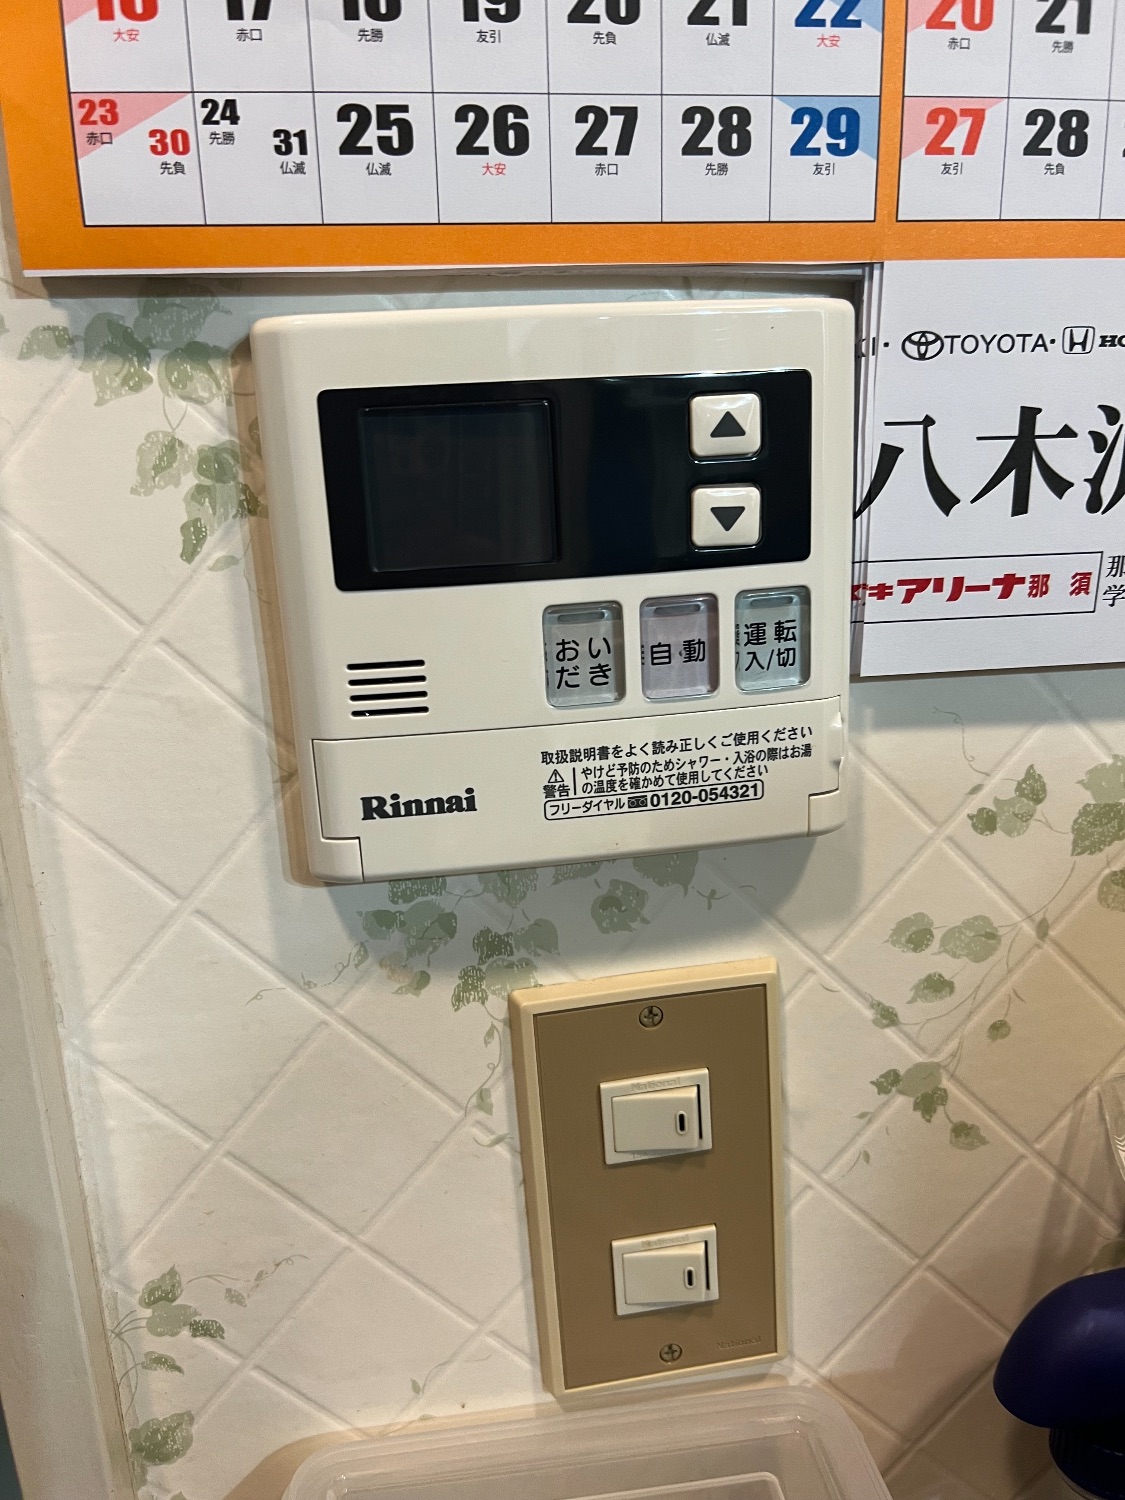 16 17 18 19 20 21 22
大安 赤口 先勝 友引 先負 仏滅 大安
23 30 24 31 25 26 27 28 29
赤口 先負 先勝 仏滅 仏滅 大安 赤口 先勝 友引
20 21
赤口 先勝
27 28
友引 先負
TOYOTA・
八木
アリーナ那須
おいだき
自動
運転
入/切
取扱説明書をよく読み正しくご使用ください
警告
やけど予防のためシャワー・入浴の際はお湯
の温度を確かめて使用してください
フリーダイヤル 0120-054321
Rinnai
National
National
National